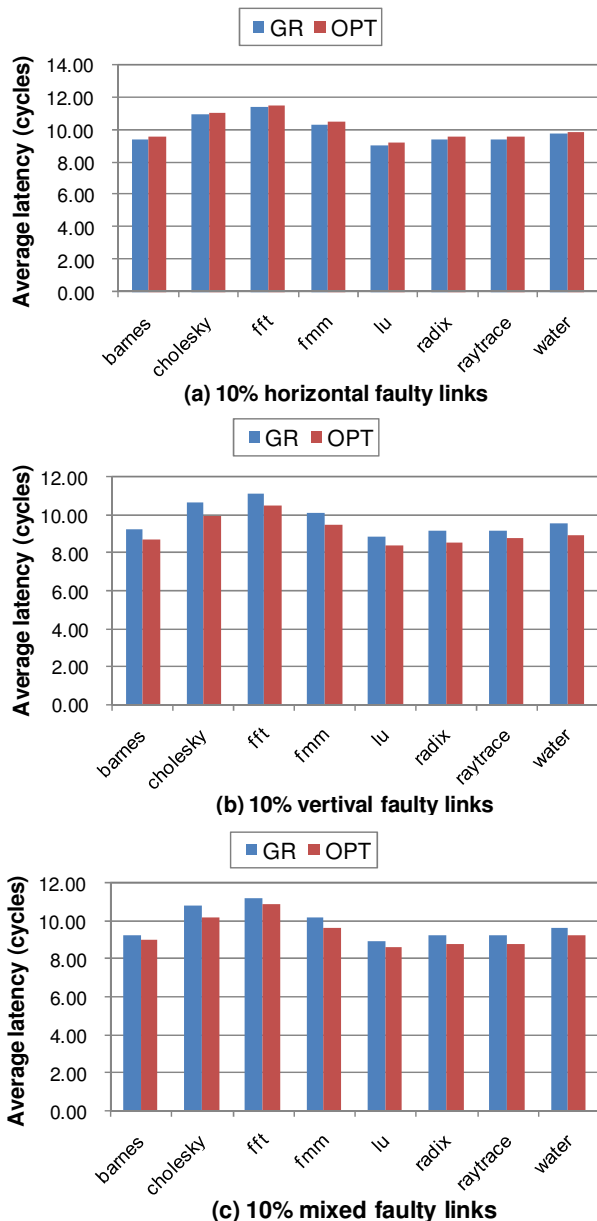 GR OPT
Average latency (cycles)
14.00
12.00
10.00
8.00
6.00
4.00
2.00
0.00
barnes cholesky fft fmm lu radix raytrace water
(a) 10% horizontal faulty links
GR OPT
Average latency (cycles)
12.00
10.00
8.00
6.00
4.00
2.00
0.00
barnes cholesky fft fmm lu radix raytrace water
(b) 10% vertival faulty links
GR OPT
Average latency (cycles)
12.00
10.00
8.00
6.00
4.00
2.00
0.00
barnes cholesky fft fmm lu radix raytrace water
(c) 10% mixed faulty links